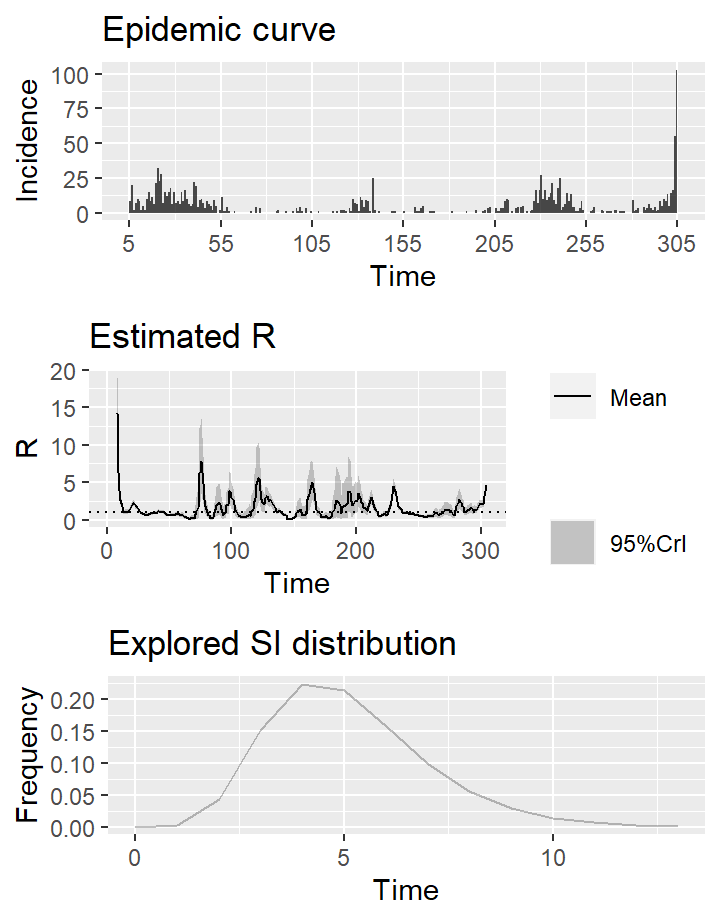 Epidemic curve
Incidence
100
75
50
25
0
5 55 105 155 205 255 305
Time
Estimated R
R
20
15
10
5
0
0 100 200 300
Time
Mean
95%CrI
Explored SI distribution
Frequency
0.20
0.15
0.10
0.05
0.00
0 5 10
Time